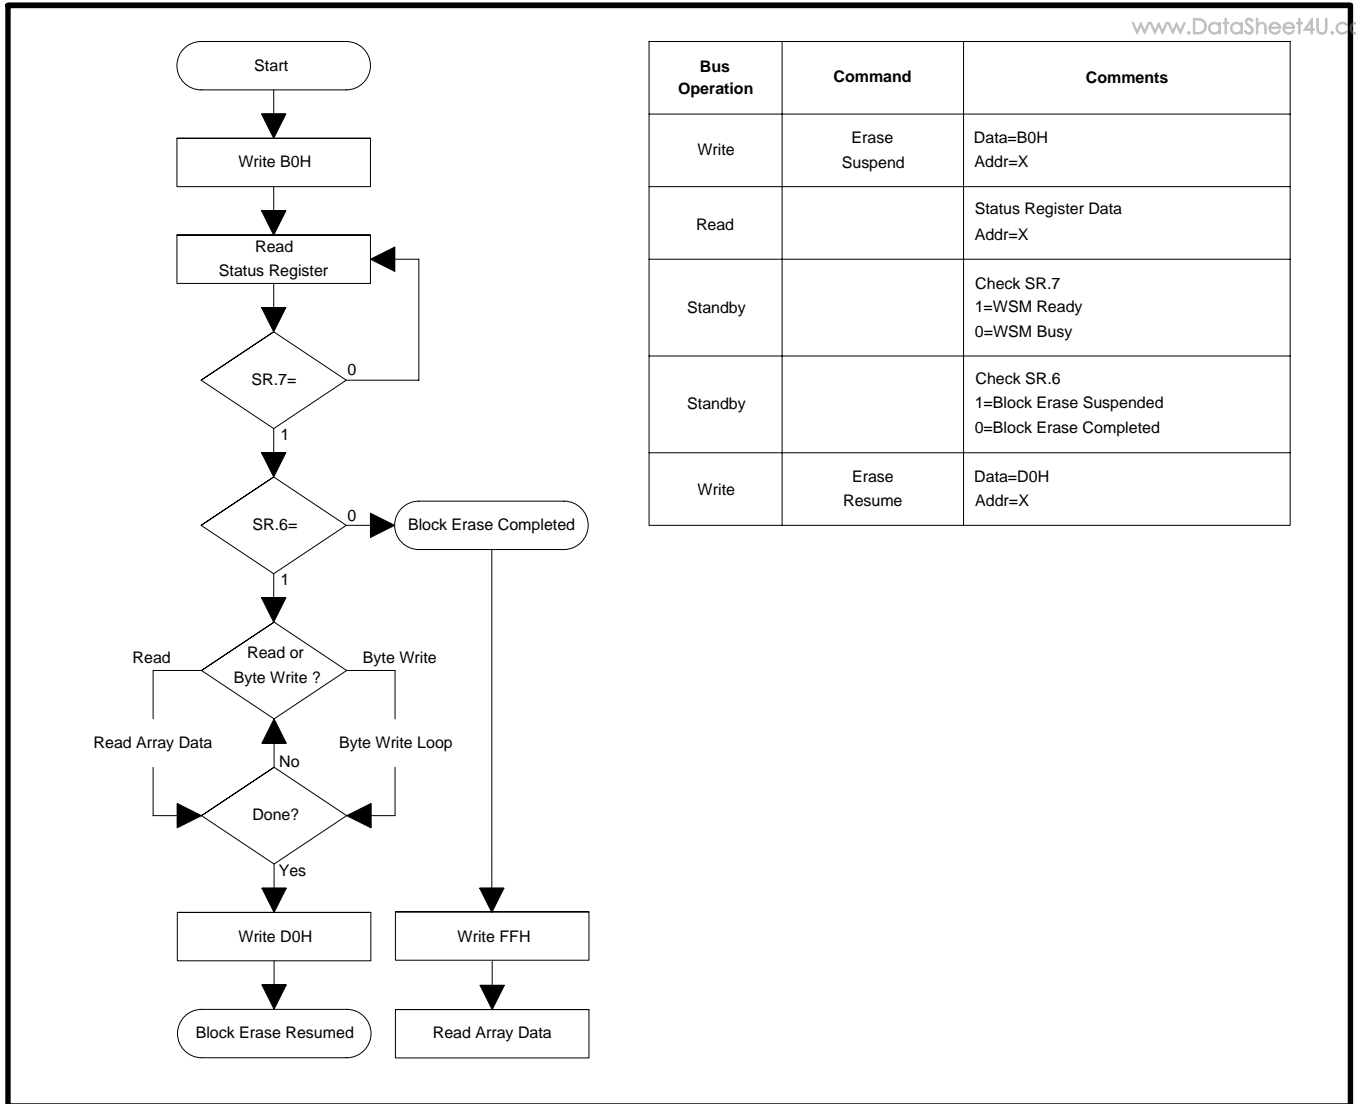 www.DataSheet4U.co
Start
Write B0H
Read
Status Register
SR.7=
0
1
SR.6=
0
Block Erase Completed
1
Read or
Byte Write ?
Read
Byte Write
Read Array Data
Byte Write Loop
No
Done?
Yes
Write D0H
Write FFH
Block Erase Resumed
Read Array Data
Bus
Operation
Command
Comments
Write
Erase
Suspend
Data=B0H
Addr=X
Read
Status Register Data
Addr=X
Standby
Check SR.7
1=WSM Ready
0=WSM Busy
Standby
Check SR.6
1=Block Erase Suspended
0=Block Erase Completed
Write
Erase
Resume
Data=D0H
Addr=X